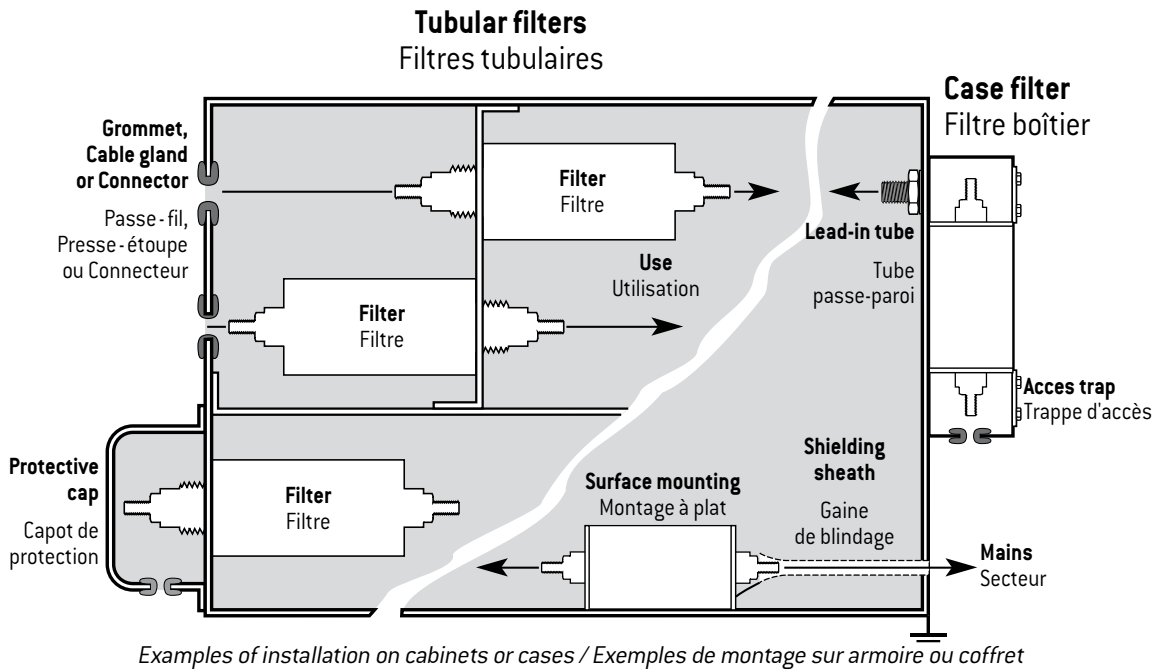 Tubular filters
Filtres tubulaires
Case filter
Filtre boîtier
Grommet,
Cable gland
or Connector
Passe-fil,
Presse-étoupe
ou Connecteur
Filter
Filtre
Lead-in tube
Tube
passe-paroi
Use
Utilisation
Filter
Filtre
Acces trap
Trappe d'accès
Protective
cap
Capot de
protection
Filter
Filtre
Surface mounting
Montage à plat
Shielding
sheath
Gaine
de blindage
Mains
Secteur
Examples of installation on cabinets or cases / Exemples de montage sur armoire ou coffret